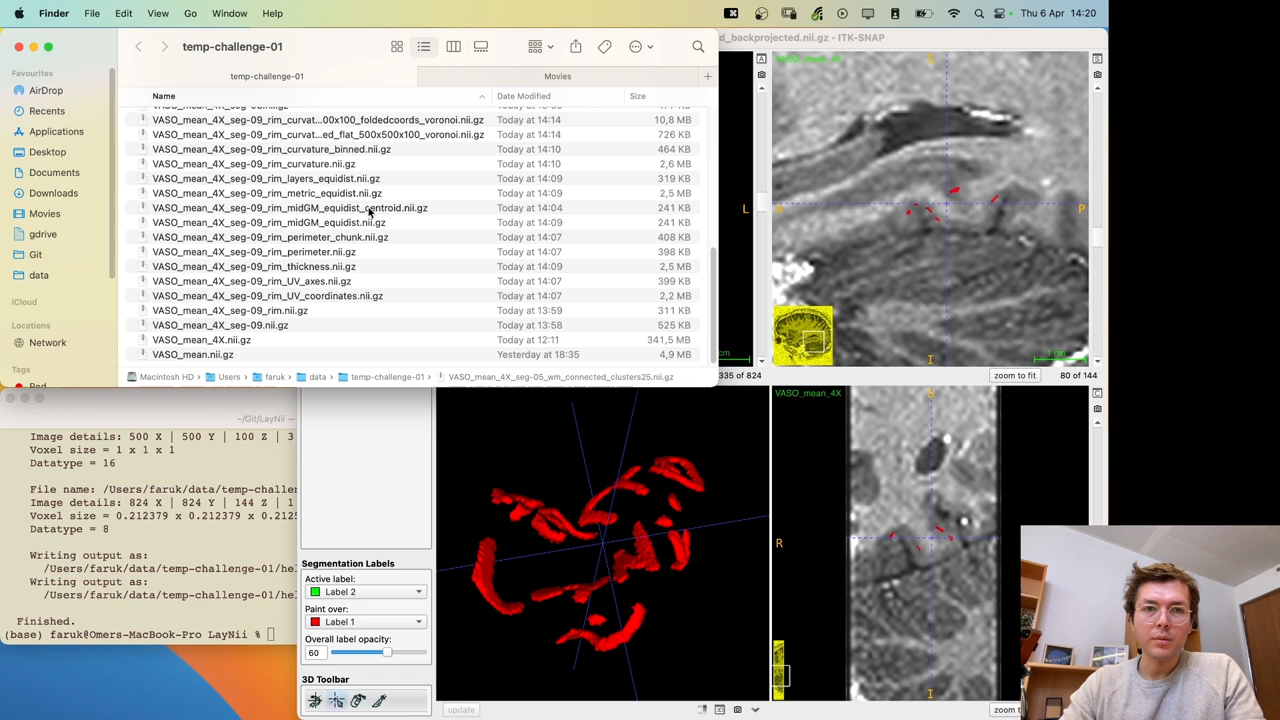 Finder File Edit View Go Window Help Thu 6 Apr 14:20
temp-challenge-01
d_backprojected.nii.gz - ITK-SNAP
temp-challenge-01 Movies
Name Date Modified Size
Favourites
AirDrop
Recents
Applications
Desktop
Documents
Downloads
Movies
gdrive
Git
data
iCloud
Locations
Network
Tags
Red
VASO_mean_4X_seg-09_rim_curvat...00x100_foldedcoords_voronoi.nii.gz Today at 14:14 10,8 MB
VASO_mean_4X_seg-09_rim_curvat...ed_flat_500x500x100_voronoi.nii.gz Today at 14:14 726 KB
VASO_mean_4X_seg-09_rim_curvature_binned.nii.gz Today at 14:10 464 KB
VASO_mean_4X_seg-09_rim_curvature.nii.gz Today at 14:10 2,6 MB
VASO_mean_4X_seg-09_rim_layers_equidist.nii.gz Today at 14:09 319 KB
VASO_mean_4X_seg-09_rim_metric_equidist.nii.gz Today at 14:09 2,5 MB
VASO_mean_4X_seg-09_rim_midGM_equidist_centroid.nii.gz Today at 14:04 241 KB
VASO_mean_4X_seg-09_rim_midGM_equidist.nii.gz Today at 14:09 241 KB
VASO_mean_4X_seg-09_rim_perimeter_chunk.nii.gz Today at 14:07 408 KB
VASO_mean_4X_seg-09_rim_perimeter.nii.gz Today at 14:07 398 KB
VASO_mean_4X_seg-09_rim_thickness.nii.gz Today at 14:09 2,5 MB
VASO_mean_4X_seg-09_rim_UV_axes.nii.gz Today at 14:07 399 KB
VASO_mean_4X_seg-09_rim_UV_coordinates.nii.gz Today at 14:07 2,2 MB
VASO_mean_4X_seg-09_rim.nii.gz Today at 13:59 311 KB
VASO_mean_4X_seg-09.nii.gz Today at 13:58 525 KB
VASO_mean_4X.nii.gz Today at 12:11 341,5 MB
VASO_mean.nii.gz Yesterday at 18:35 4,9 MB
Macintosh HD Users faruk data temp-challenge-01 VASO_mean_4X_seg-05_wm_connected_clusters25.nii.gz
L
A
P
I
A
S
335 of 824
zoom to fit
80 of 144
~/Git/LayNii —
Image details: 500 X | 500 Y | 100 Z | 3
Voxel size = 1 x 1 x 1
Datatype = 16
File name: /Users/faruk/data/temp-challen
Image details: 824 X | 824 Y | 144 Z | 1
Voxel size = 0.212379 x 0.212379 x 0.2125
Datatype = 8
Writing output as:
/Users/faruk/data/temp-challenge-01/he
Writing output as:
/Users/faruk/data/temp-challenge-01/he
Finished.
(base) faruk@Omers-MacBook-Pro LayNii %
Segmentation Labels
Active label:
Label 2
Paint over:
Label 1
Overall label opacity:
60
3D Toolbar
update
VASO_mean_4X
S
R
I
C
zoom t